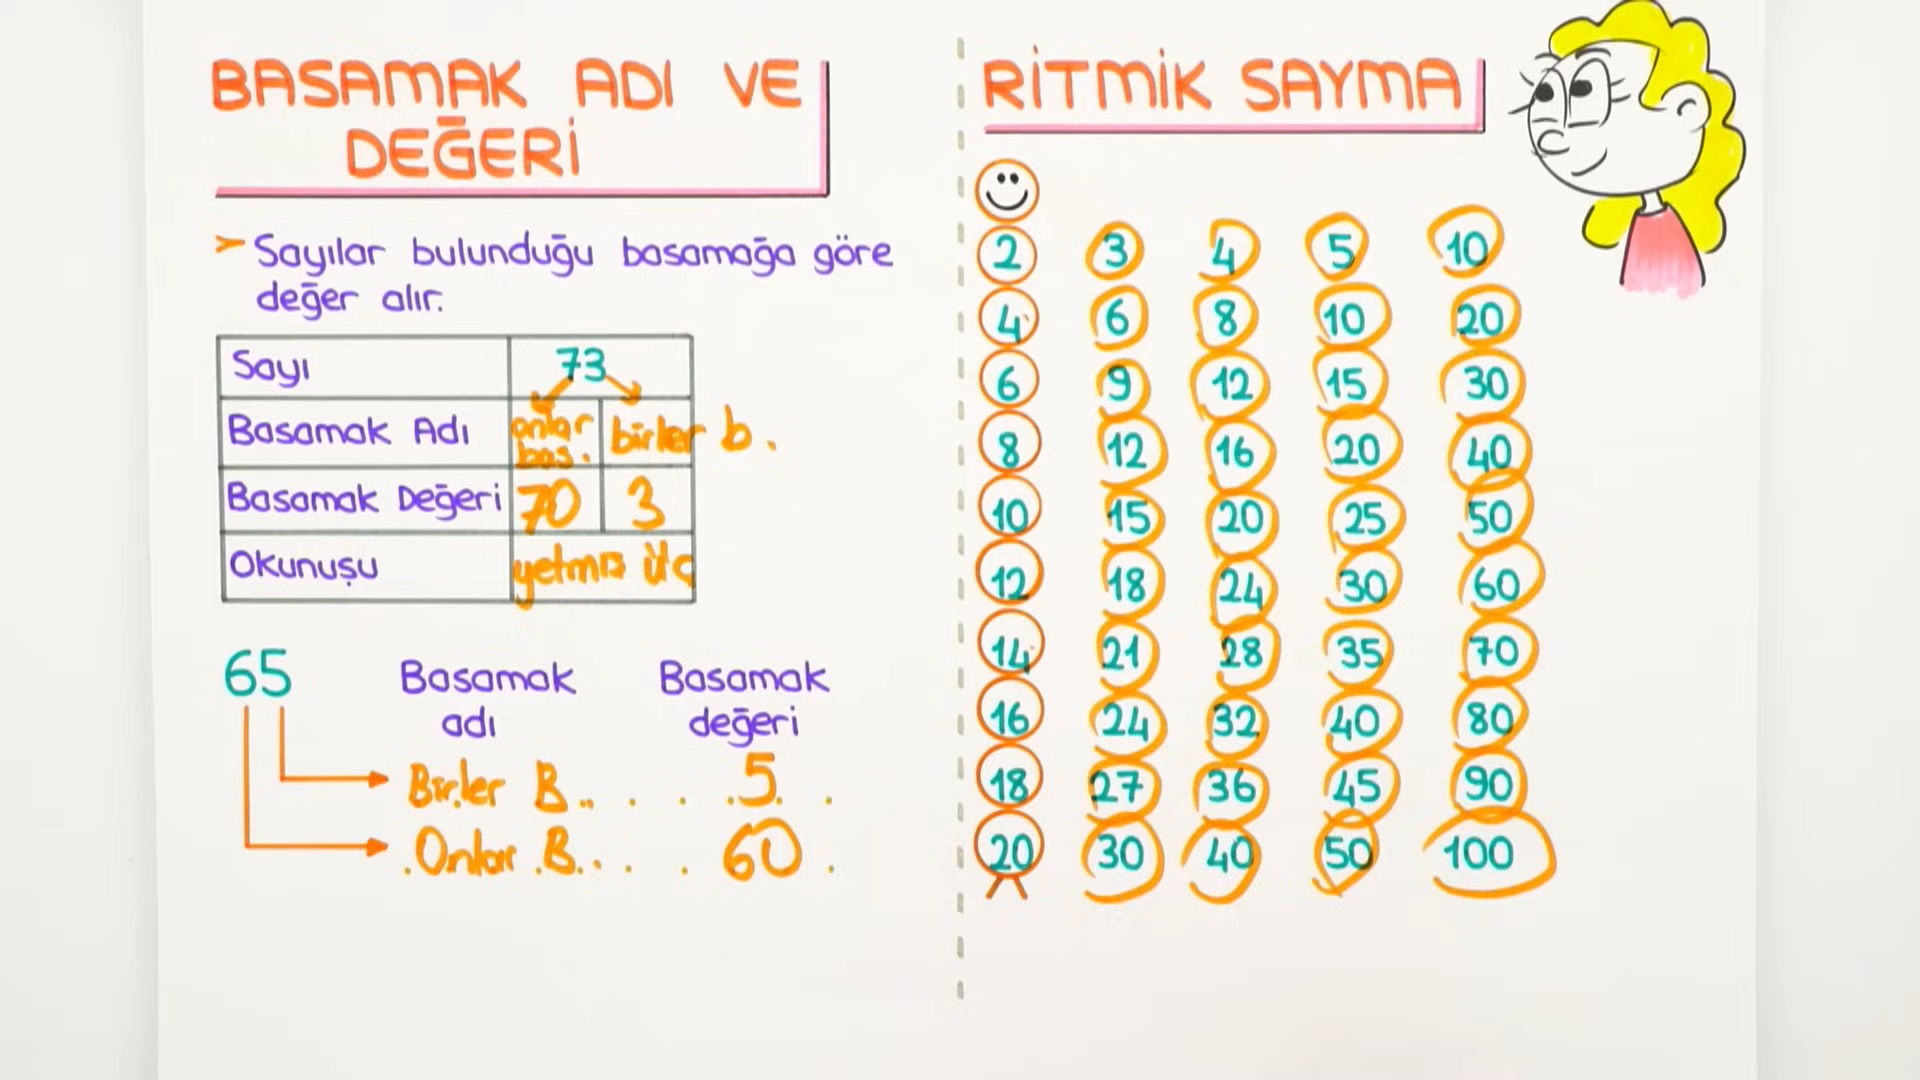 BASAMAK ADI VE
DEĞERİ
Sayılar bulunduğu basamağa göre
değer alır.
Sayı 73
Basamak Adı onlar bas. birler b.
Basamak Değeri 70 3
Okunuşu yetmiş üç
65 Basamak adı Basamak değeri
Birler B. 5
Onlar B. 60
RİTMİK SAYMA
2 3 4 5 10
4 6 8 10 20
6 9 12 15 30
8 12 16 20 40
10 15 20 25 50
12 18 24 30 60
14 21 28 35 70
16 24 32 40 80
18 27 36 45 90
20 30 40 50 100